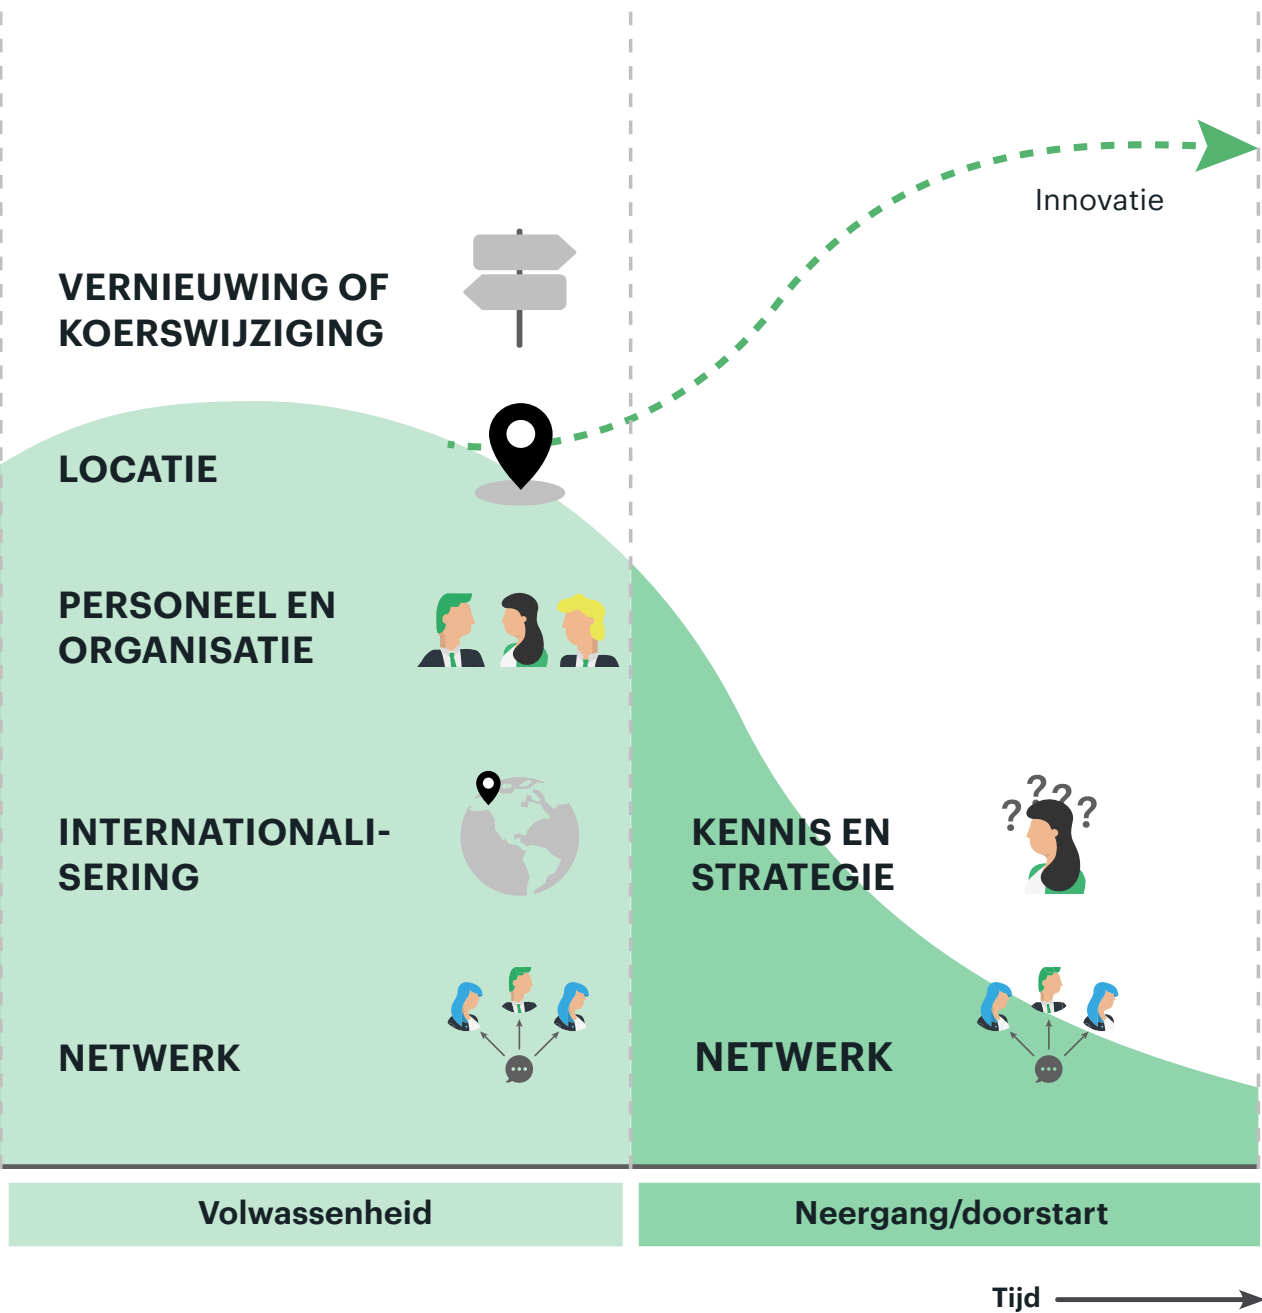 Innovatie
VERNIEUWING OF
KOERSWIJZIGING
LOCATIE
PERSONEEL EN
ORGANISATIE
INTERNATIONALI-
SERING
NETWERK
? ? ? ?
KENNIS EN
STRATEGIE
NETWERK
Volwassenheid
Neergang/doorstart
Tijd